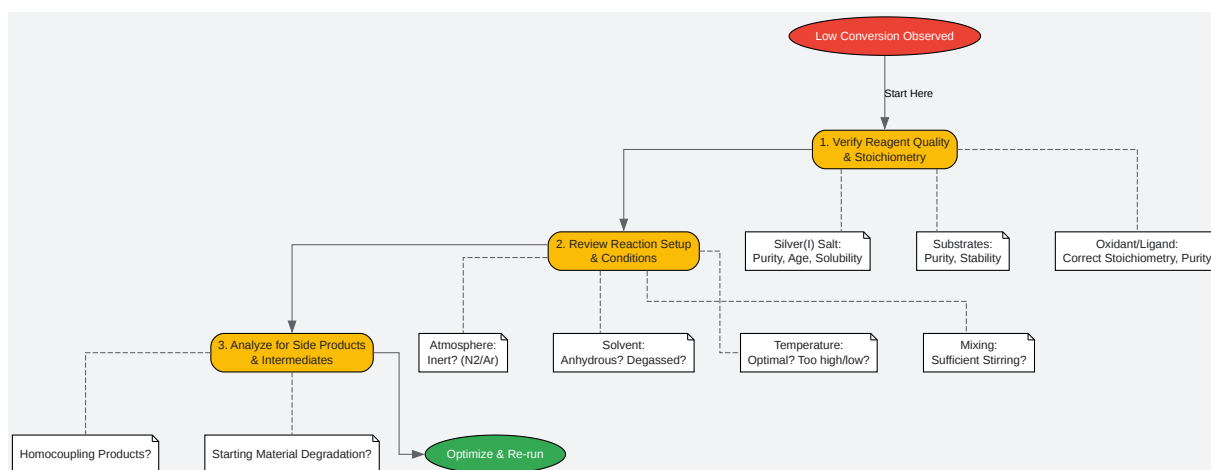 Low Conversion Observed
Start Here
1. Verify Reagent Quality
& Stoichiometry
2. Review Reaction Setup
& Conditions
Silver(I) Salt:
Purity, Age, Solubility
Substrates:
Purity, Stability
Oxidant/Ligand:
Correct Stoichiometry, Purity
3. Analyze for Side Products
& Intermediates
Atmosphere:
Inert? (N2/Ar)
Solvent:
Anhydrous? Degassed?
Temperature:
Optimal? Too high/low?
Mixing:
Sufficient Stirring?
Homocoupling Products?
Starting Material Degradation?
Optimize & Re-run